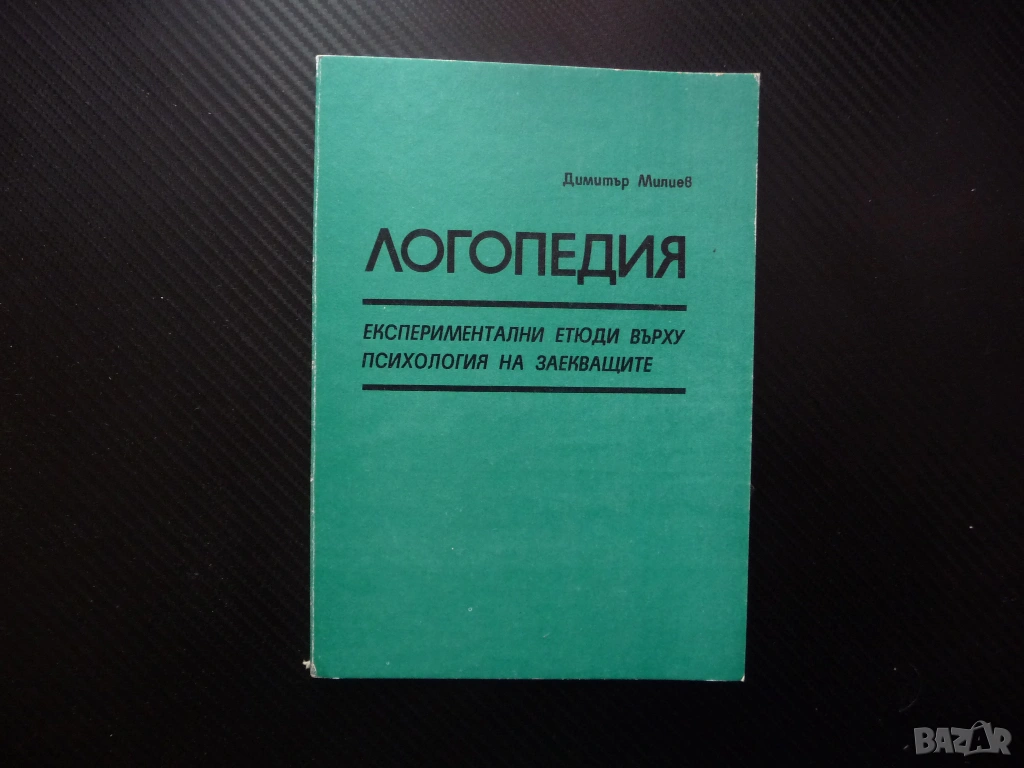 Димитър Милиев
ЛОГОПЕДИЯ
ЕКСПЕРИМЕНТАЛНИ ЕТЮДИ ВЪРХУ
ПСИХОЛОГИЯ НА ЗАЕКВАЩИТЕ
BAZAR